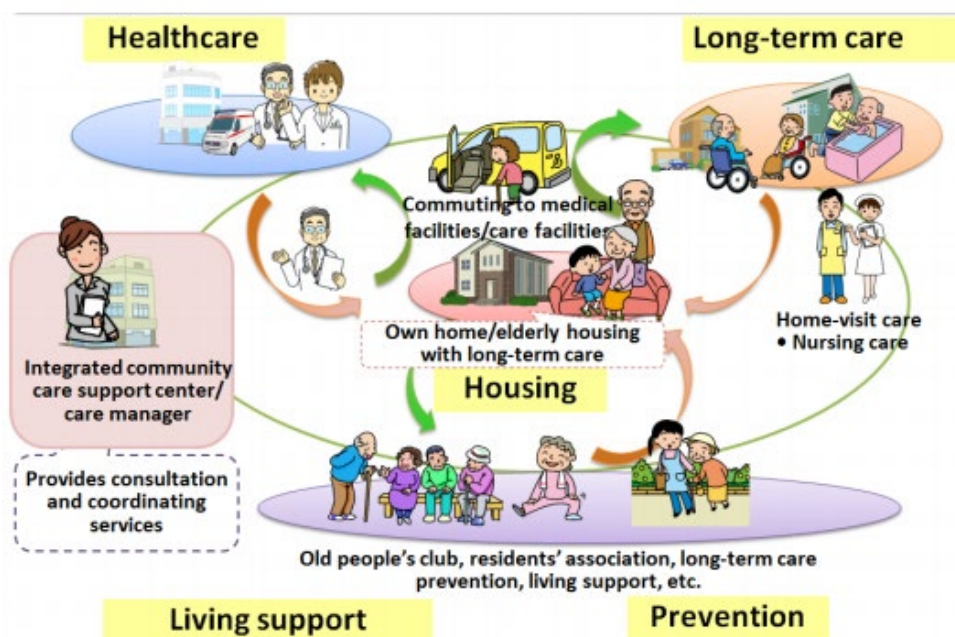 Healthcare
Long-term care
Commuting to medical
facilities/care facilities
Own home/elderly housing
with long-term care
Housing
Home-visit care
• Nursing care
Integrated community
care support center/
care manager
Provides consultation
and coordinating
services
Old people's club, residents' association, long-term care
prevention, living support, etc.
Living support
Prevention